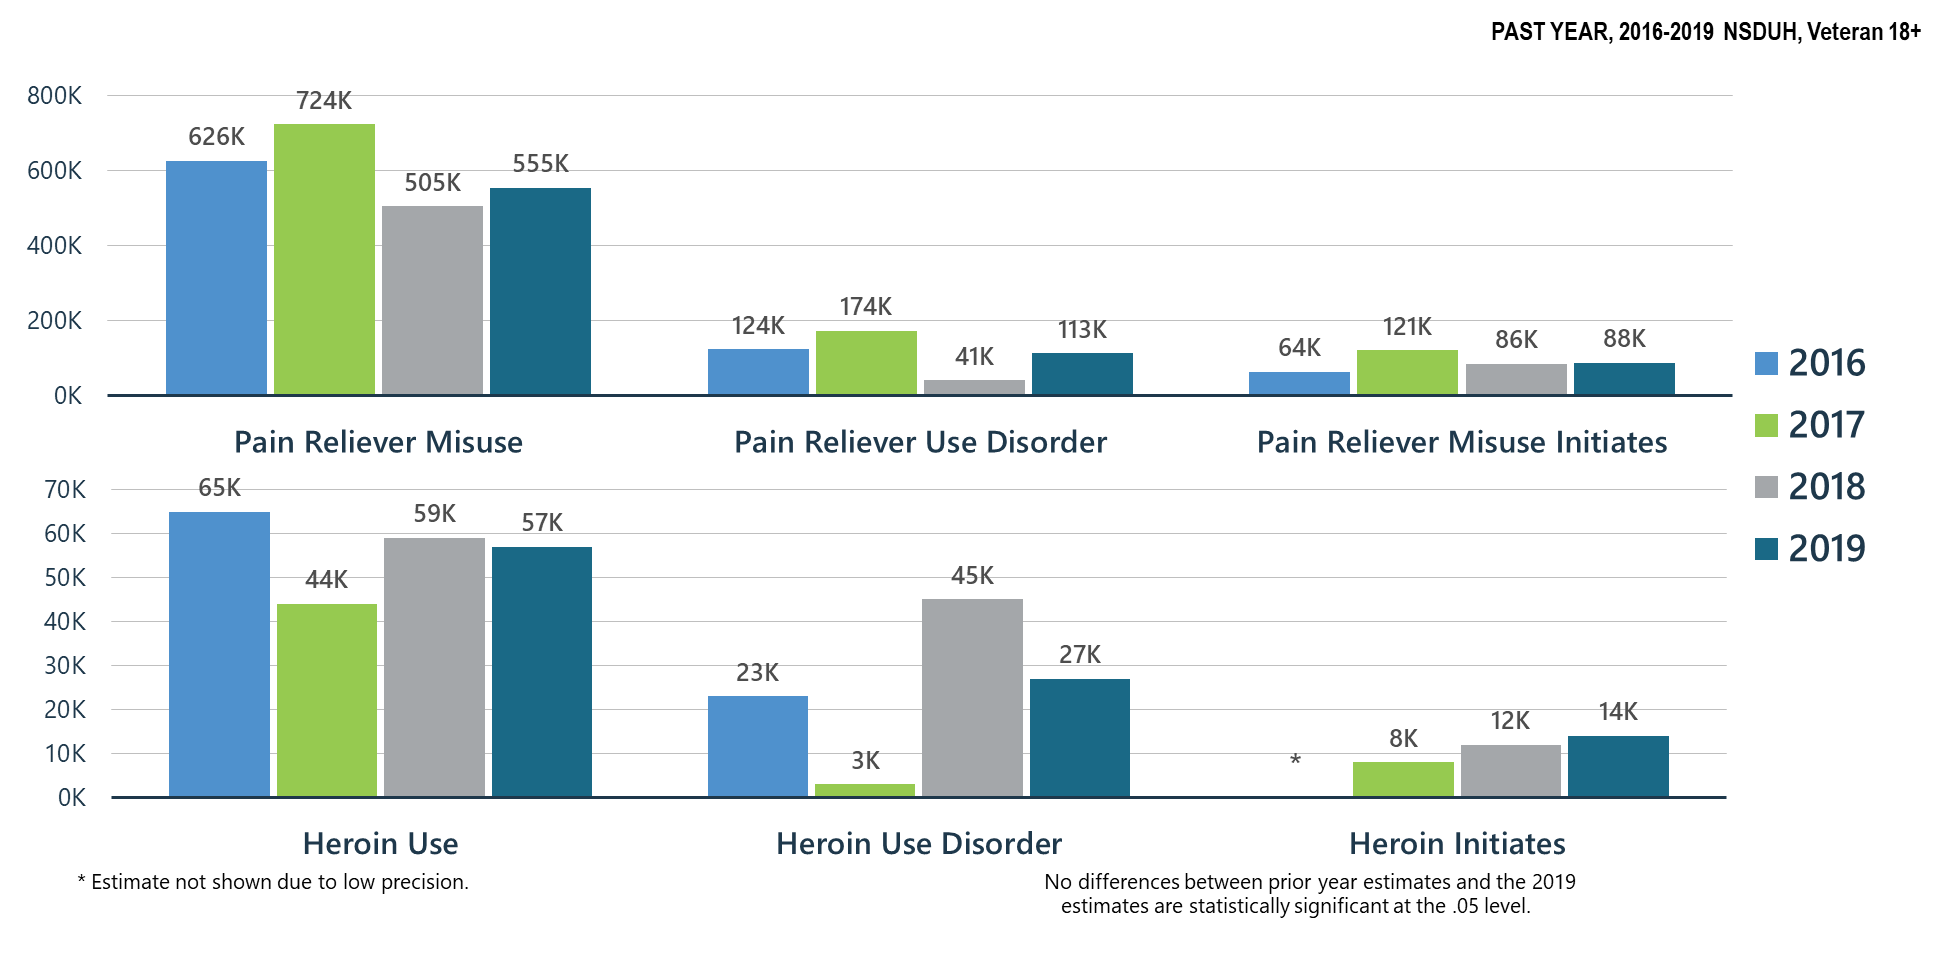 PAST YEAR, 2016-2019 NSDUH, Veteran 18+
800K
600K
400K
200K
0K
626K
724K
505K
555K
124K
174K
41K
113K
64K
121K
86K
88K
Pain Reliever Misuse
Pain Reliever Use Disorder
Pain Reliever Misuse Initiates
2016
2017
2018
2019
70K
60K
50K
40K
30K
20K
10K
0K
65K
44K
59K
57K
23K
3K
45K
27K
*
8K
12K
14K
Heroin Use
Heroin Use Disorder
Heroin Initiates
* Estimate not shown due to low precision.
No differences between prior year estimates and the 2019
estimates are statistically significant at the .05 level.